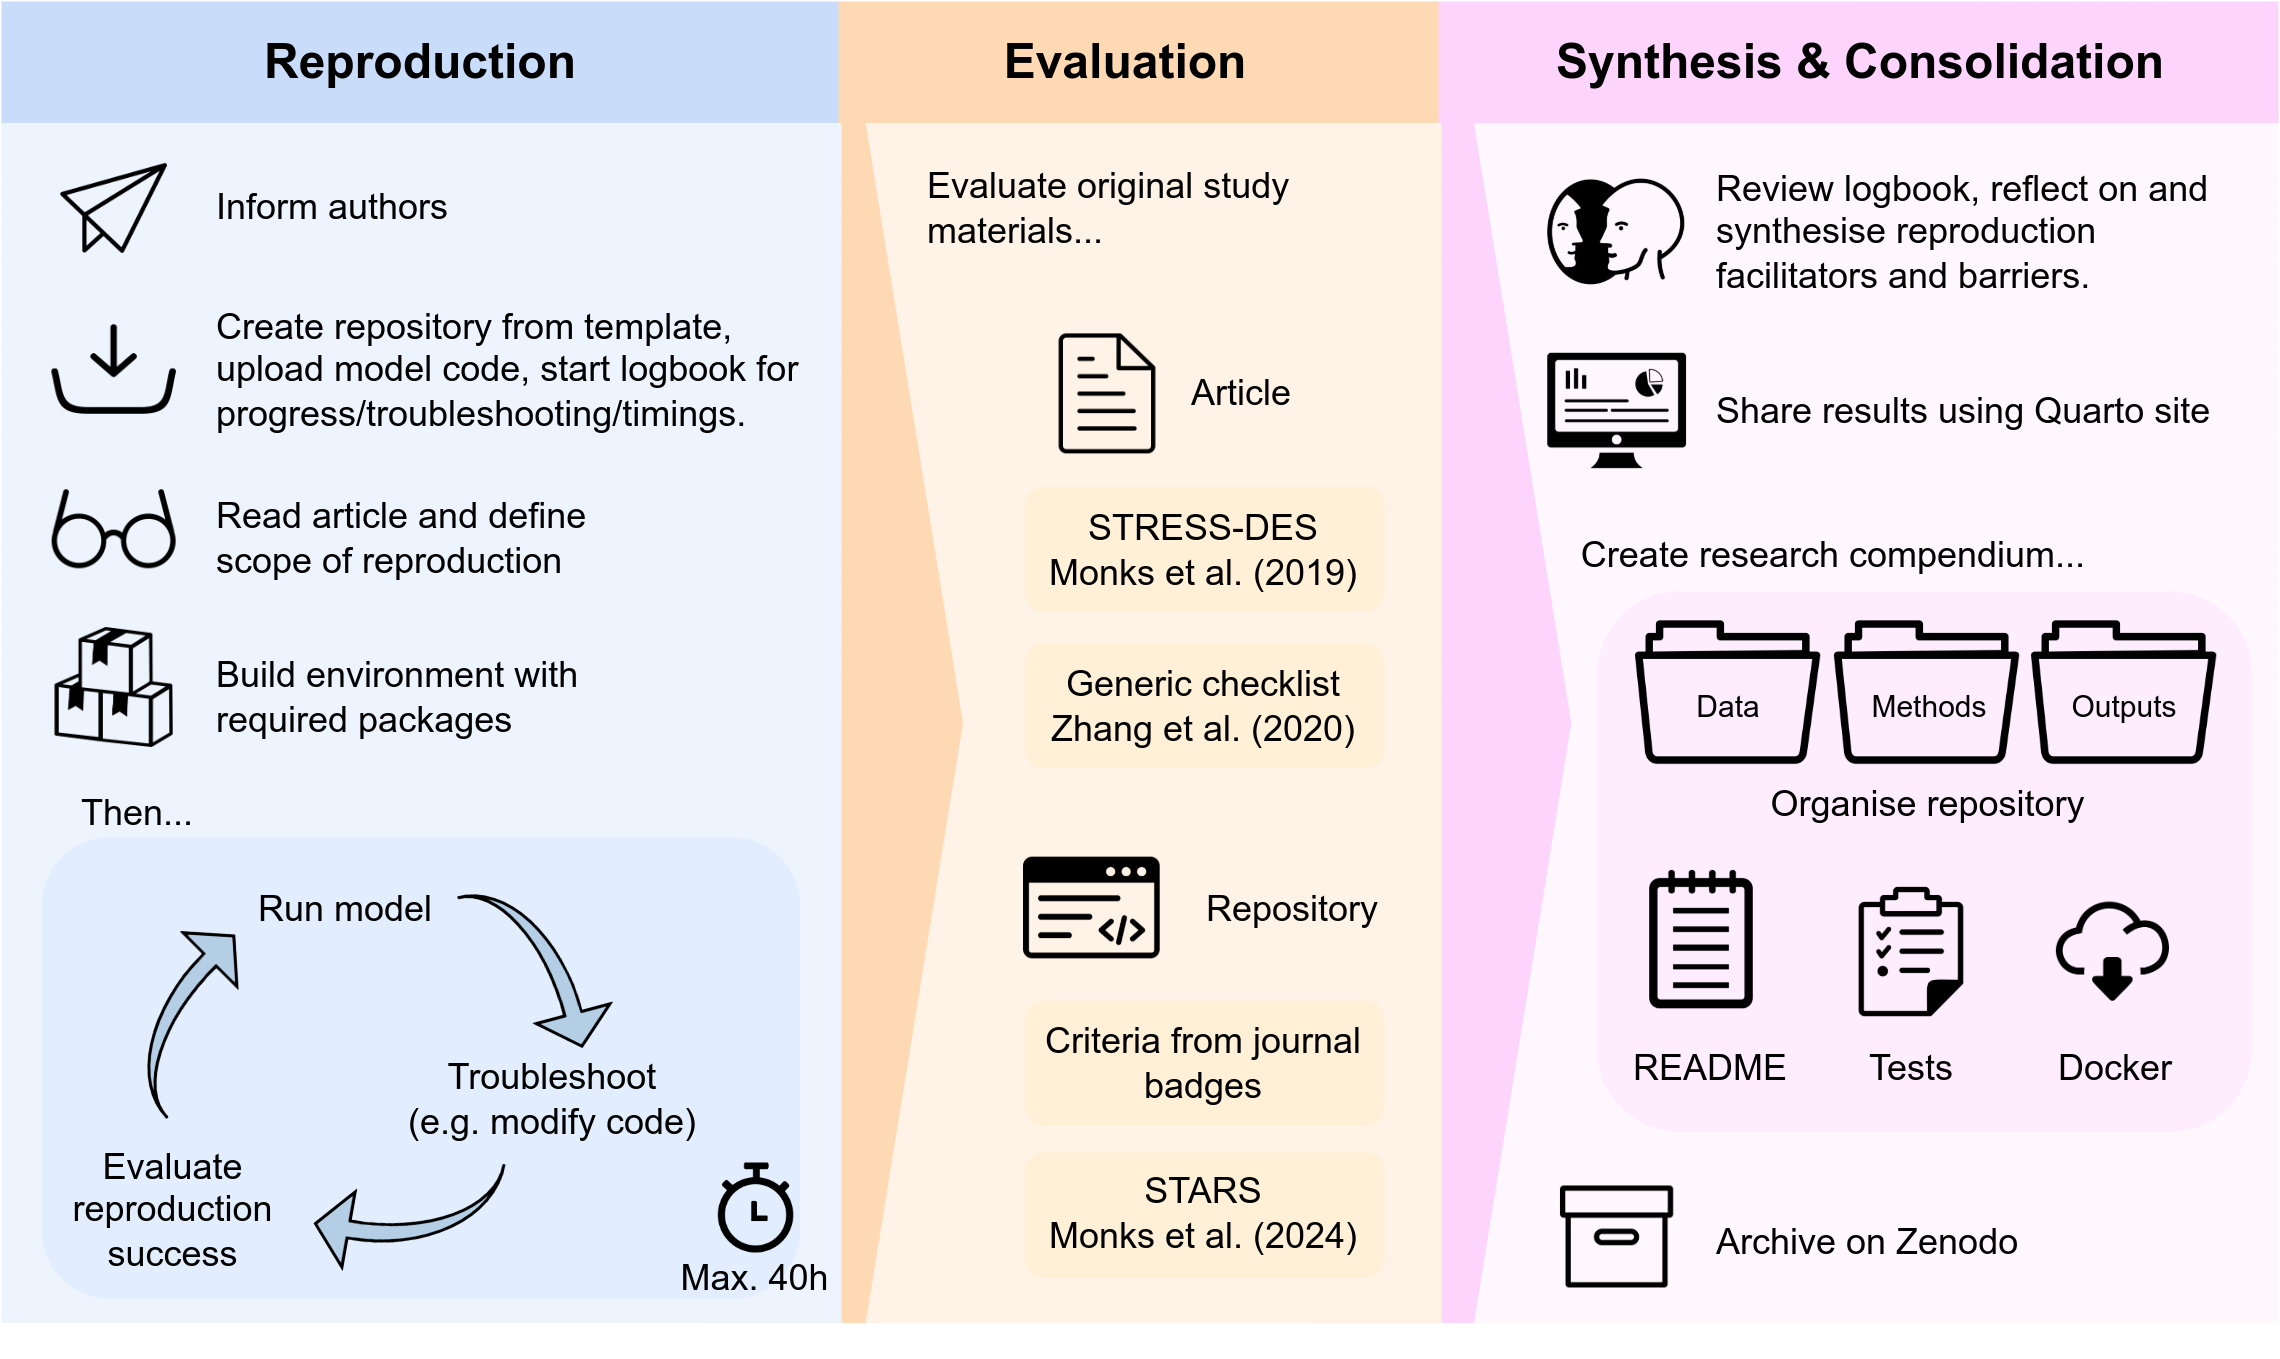 Reproduction
Inform authors
Create repository from template,
upload model code, start logbook for
progress/troubleshooting/timings.
Read article and define
scope of reproduction
Build environment with
required packages
Then...
Run model
Troubleshoot
(e.g. modify code)
Evaluate
reproduction
success
Max. 40h
Evaluation
Evaluate original study
materials...
Article
STRESS-DES
Monks et al. (2019)
Generic checklist
Zhang et al. (2020)
Repository
Criteria from journal
badges
STARS
Monks et al. (2024)
Synthesis & Consolidation
Review logbook, reflect on and
synthesise reproduction
facilitators and barriers.
Share results using Quarto site
Create research compendium...
Data
Methods
Outputs
Organise repository
README
Tests
Docker
Archive on Zenodo